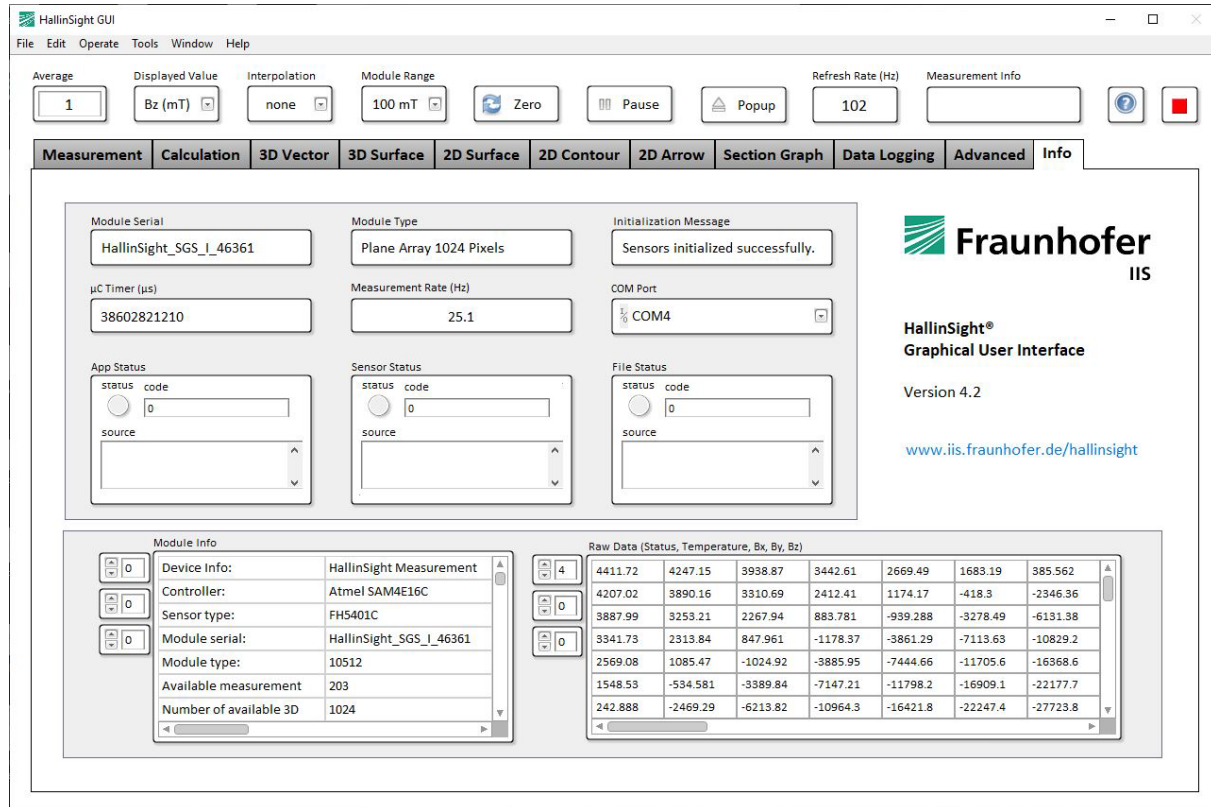 HallinSight GUI
File Edit Operate Tools Window Help
Average Displayed Value Interpolation Module Range Refresh Rate (Hz) Measurement Info
1 Bz (mT) none 100 mT Zero Pause Popup 102
Measurement Calculation 3D Vector 3D Surface 2D Surface 2D Contour 2D Arrow Section Graph Data Logging Advanced Info
Module Serial Module Type Initialization Message
HallinSight_SGS_I_46361 Plane Array 1024 Pixels Sensors initialized successfully.
µC Timer (µs) Measurement Rate (Hz) COM Port
38602821210 25.1 COM4
App Status Sensor Status File Status
status code status code status code
0 0 0
source source source
Fraunhofer
IIS
HallinSight®
Graphical User Interface
Version 4.2
www.iis.fraunhofer.de/hallinsight
Module Info
0
0
0
Device Info: HallinSight Measurement
Controller: Atmel SAM4E16C
Sensor type: FH5401C
Module serial: HallinSight_SGS_I_46361
Module type: 10512
Available measurement 203
Number of available 3D 1024
Raw Data (Status, Temperature, Bx, By, Bz)
4
0
0
4411.72 4247.15 3938.87 3442.61 2669.49 1683.19 385.562
4207.02 3890.16 3310.69 2412.41 1174.17 -418.3 -2346.36
3887.99 3253.21 2267.94 883.781 -939.288 -3278.49 -6131.38
3341.73 2313.84 847.961 -1178.37 -3861.29 -7113.63 -10829.2
2569.08 1085.47 -1024.92 -3885.95 -7444.66 -11705.6 -16368.6
1548.53 -534.581 -3389.84 -7147.21 -11798.2 -16909.1 -22177.7
242.888 -2469.29 -6213.82 -10964.3 -16421.8 -22247.4 -27723.8